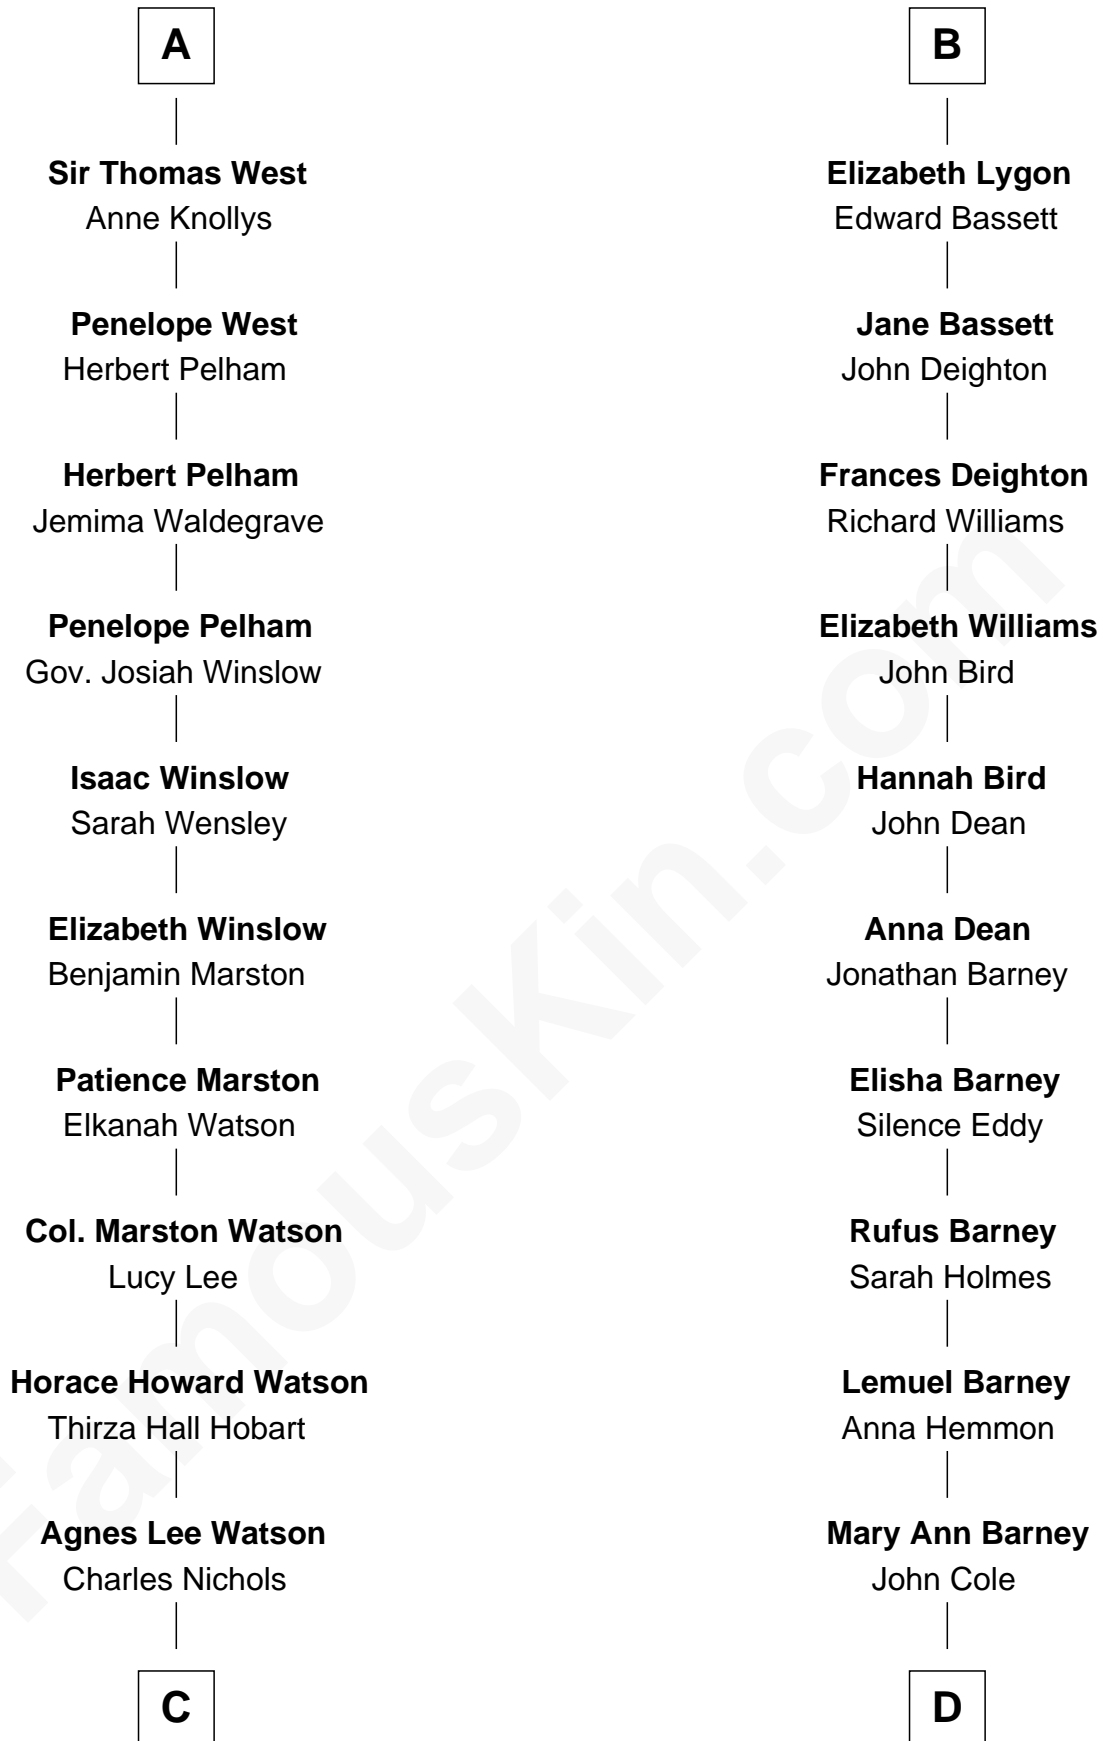 A
Sir Thomas West
Anne Knollys
Penelope West
Herbert Pelham
Herbert Pelham
Jemima Waldegrave
Penelope Pelham
Gov. Josiah Winslow
Isaac Winslow
Sarah Wensley
Elizabeth Winslow
Benjamin Marston
Patience Marston
Elkanah Watson
Col. Marston Watson
Lucy Lee
Horace Howard Watson
Thirza Hall Hobart
Agnes Lee Watson
Charles Nichols
C
B
Elizabeth Lygon
Edward Bassett
Jane Bassett
John Deighton
Frances Deighton
Richard Williams
Elizabeth Williams
John Bird
Hannah Bird
John Dean
Anna Dean
Jonathan Barney
Elisha Barney
Silence Eddy
Rufus Barney
Sarah Holmes
Lemuel Barney
Anna Hemmon
Mary Ann Barney
John Cole
D
FamousKin.com